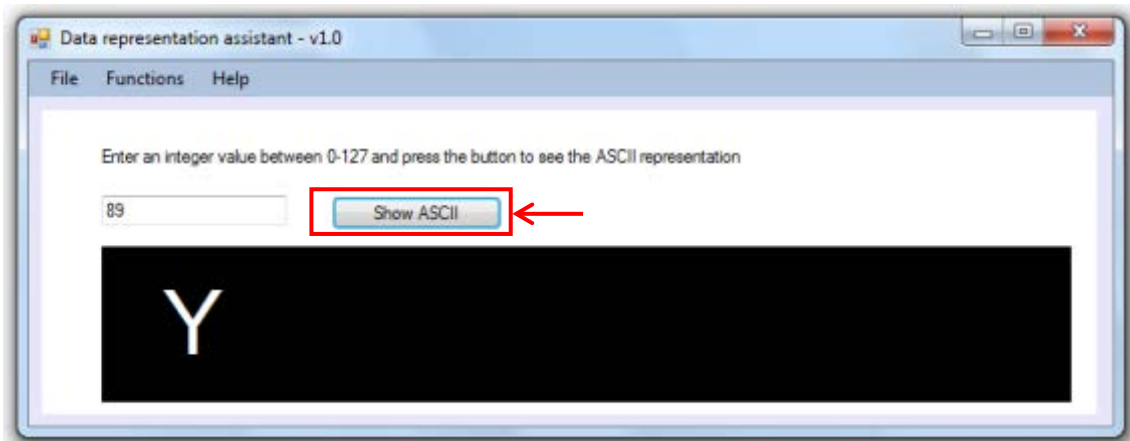 Data representation assistant - v1.0
File Functions Help
Enter an integer value between 0-127 and press the button to see the ASCII representation
89 Show ASCII
Y